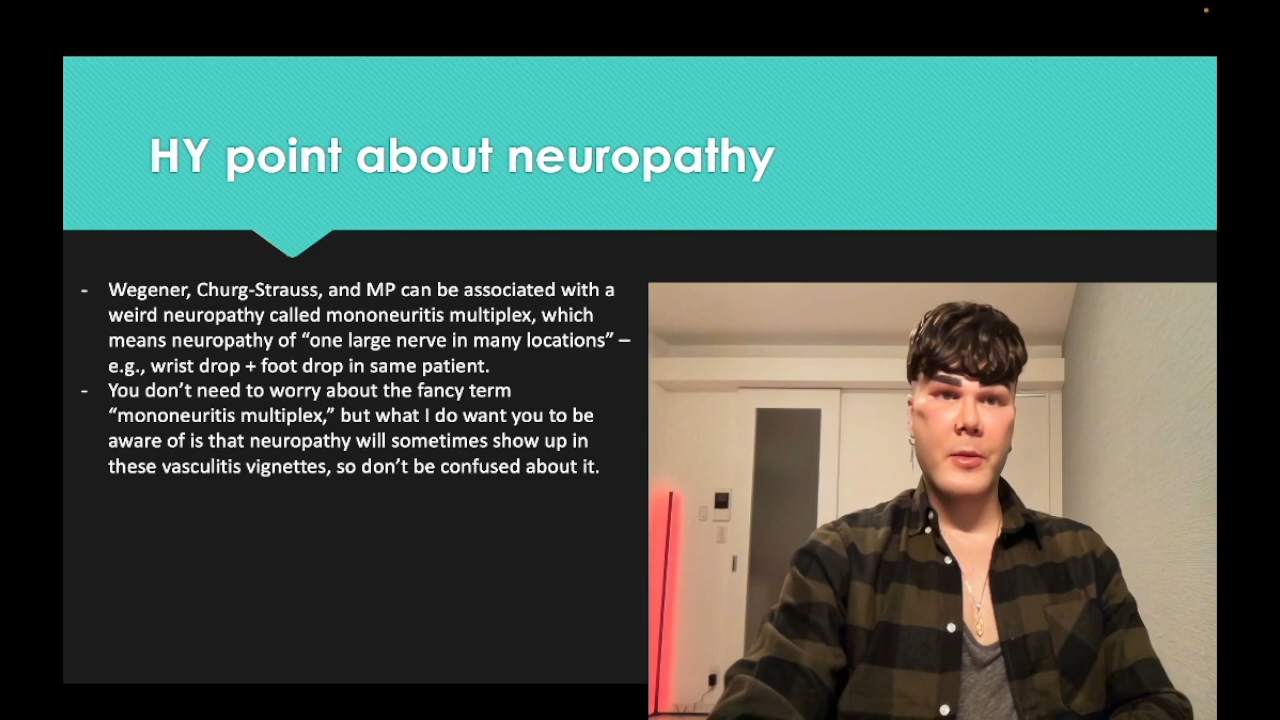 HY point about neuropathy
- Wegener, Churg-Strauss, and MP can be associated with a
weird neuropathy called mononeuritis multiplex, which
means neuropathy of “one large nerve in many locations” –
e.g., wrist drop + foot drop in same patient.
- You don’t need to worry about the fancy term
“mononeuritis multiplex,” but what I do want you to be
aware of is that neuropathy will sometimes show up in
these vasculitis vignettes, so don’t be confused about it.